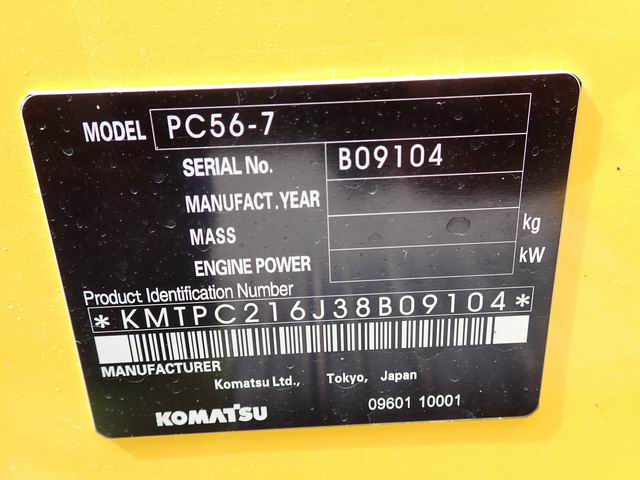 MODEL PC56-7
SERIAL No. B09104
MANUFACT.YEAR
MASS kg
ENGINE POWER kW
Product Identification Number
*KMTPC216J38B09104*
MANUFACTURER
Komatsu Ltd., Tokyo, Japan
KOMATSU 09601 10001